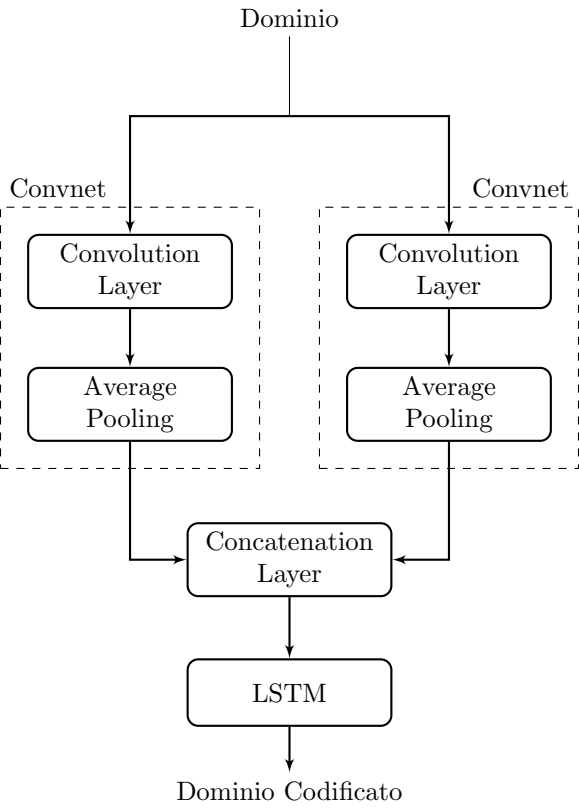 Dominio
Convnet
Convnet
Convolution
Layer
Convolution
Layer
Average
Pooling
Average
Pooling
Concatenation
Layer
LSTM
Dominio Codificato